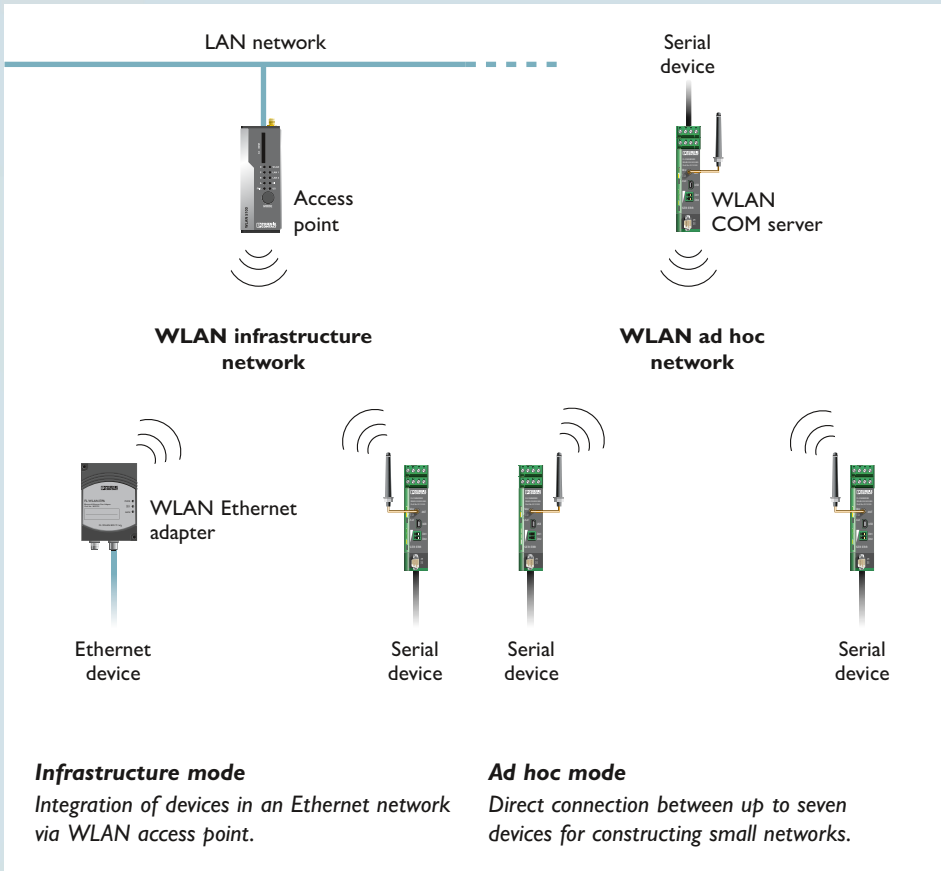 LAN network
Serial
device
Access
point
WLAN
COM server
WLAN infrastructure
network
WLAN ad hoc
network
WLAN Ethernet
adapter
Ethernet
device
Serial
device
Serial
device
Serial
device
Infrastructure mode
Integration of devices in an Ethernet network
via WLAN access point.
Ad hoc mode
Direct connection between up to seven
devices for constructing small networks.